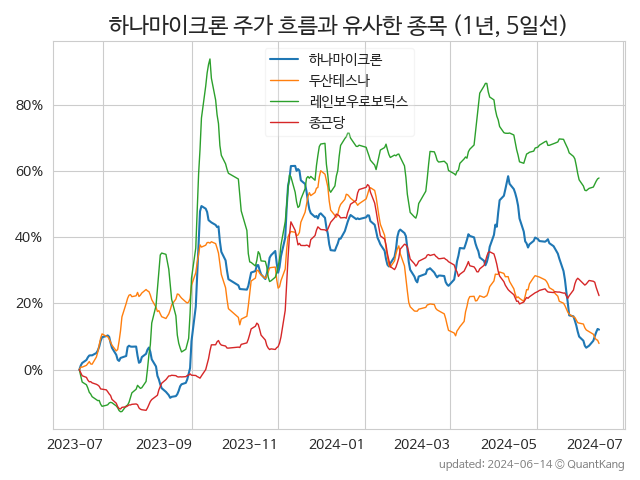 하나마이크론 주가 흐름과 유사한 종목 (1년, 5일선)
하나마이크론
두산테스나
레인보우로보틱스
종근당
80%
60%
40%
20%
0%
2023-07 2023-09 2023-11 2024-01 2024-03 2024-05 2024-07
updated: 2024-06-14 © QuantKang